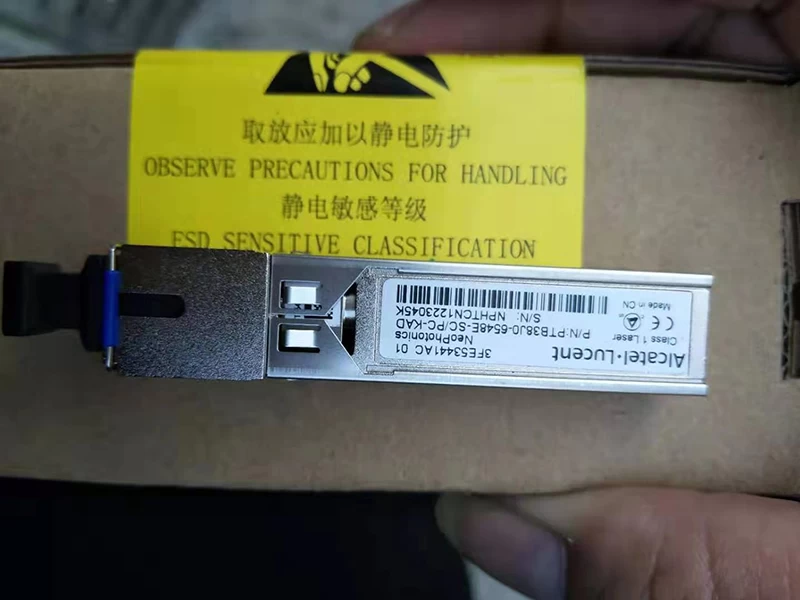 取放应加以静电防护
OBSERVE PRECAUTIONS FOR HANDLING
静电敏感等级
ESD SENSITIVE CLASSIFICATION
Alcatel·Lucent
3FE53441AC 01
NeoPhotonics
P/N:PTB38J0-6548E-SC/PC-KAD
S/N: NPHTCN1223045K
Class 1 Laser
CE
Made in CN